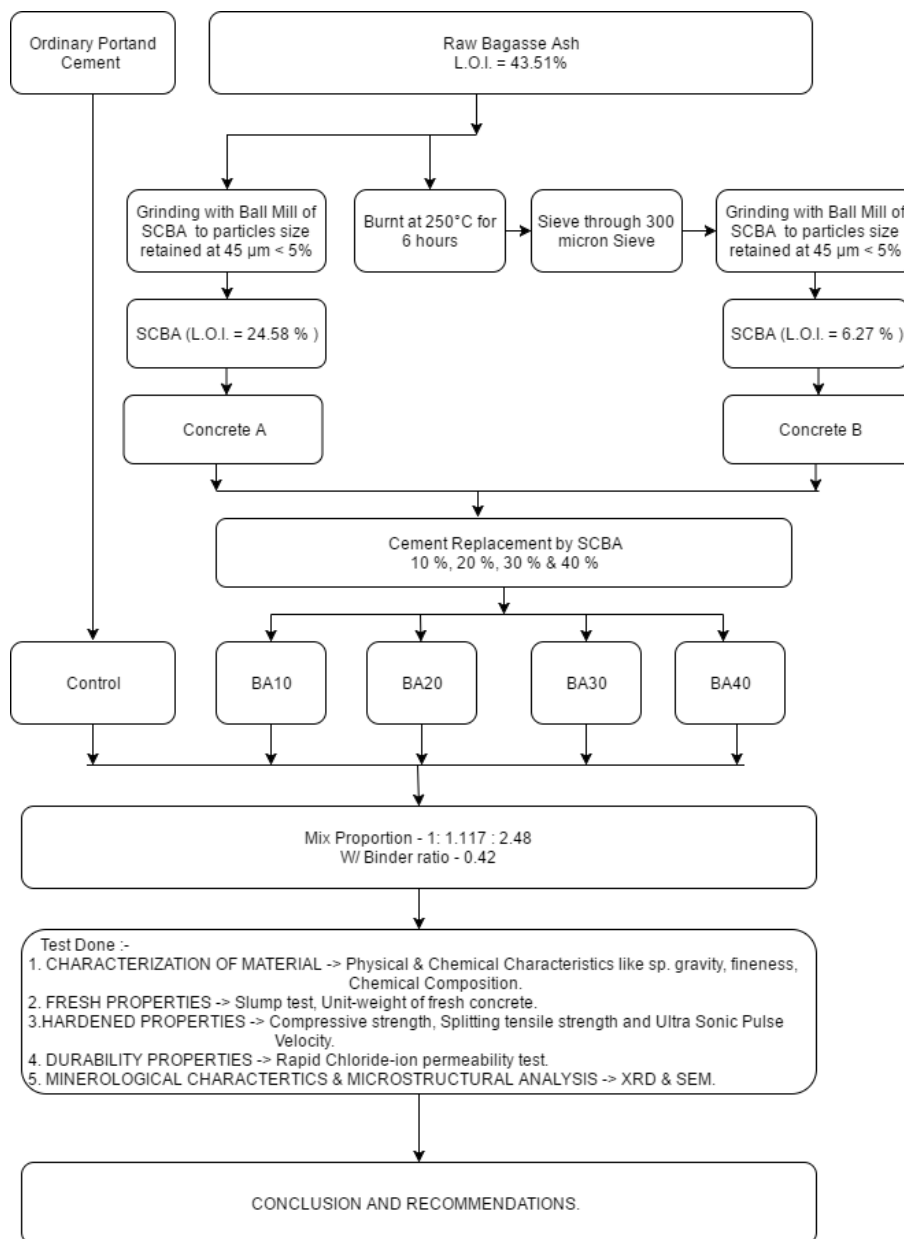 Ordinary Portand
Cement
Raw Bagasse Ash
L.O.I. = 43.51%
Grinding with Ball Mill of
SCBA to particles size
retained at 45 µm < 5%
Burnt at 250°C for
6 hours
Sieve through 300
micron Sieve
Grinding with Ball Mill of
SCBA to particles size
retained at 45 µm < 5%
SCBA (L.O.I. = 24.58 % )
SCBA (L.O.I. = 6.27 % )
Concrete A
Concrete B
Cement Replacement by SCBA
10 %, 20 %, 30 % & 40 %
Control
BA10
BA20
BA30
BA40
Mix Proportion - 1: 1.117 : 2.48
W/ Binder ratio - 0.42
Test Done :-
1. CHARACTERIZATION OF MATERIAL -> Physical & Chemical Characteristics like sp. gravity, fineness,
Chemical Composition.
2. FRESH PROPERTIES -> Slump test, Unit-weight of fresh concrete.
3.HARDENED PROPERTIES -> Compressive strength, Splitting tensile strength and Ultra Sonic Pulse
Velocity.
4. DURABILITY PROPERTIES -> Rapid Chloride-ion permeability test.
5. MINEROLOGICAL CHARACTERTICS & MICROSTRUCTURAL ANALYSIS -> XRD & SEM.
CONCLUSION AND RECOMMENDATIONS.